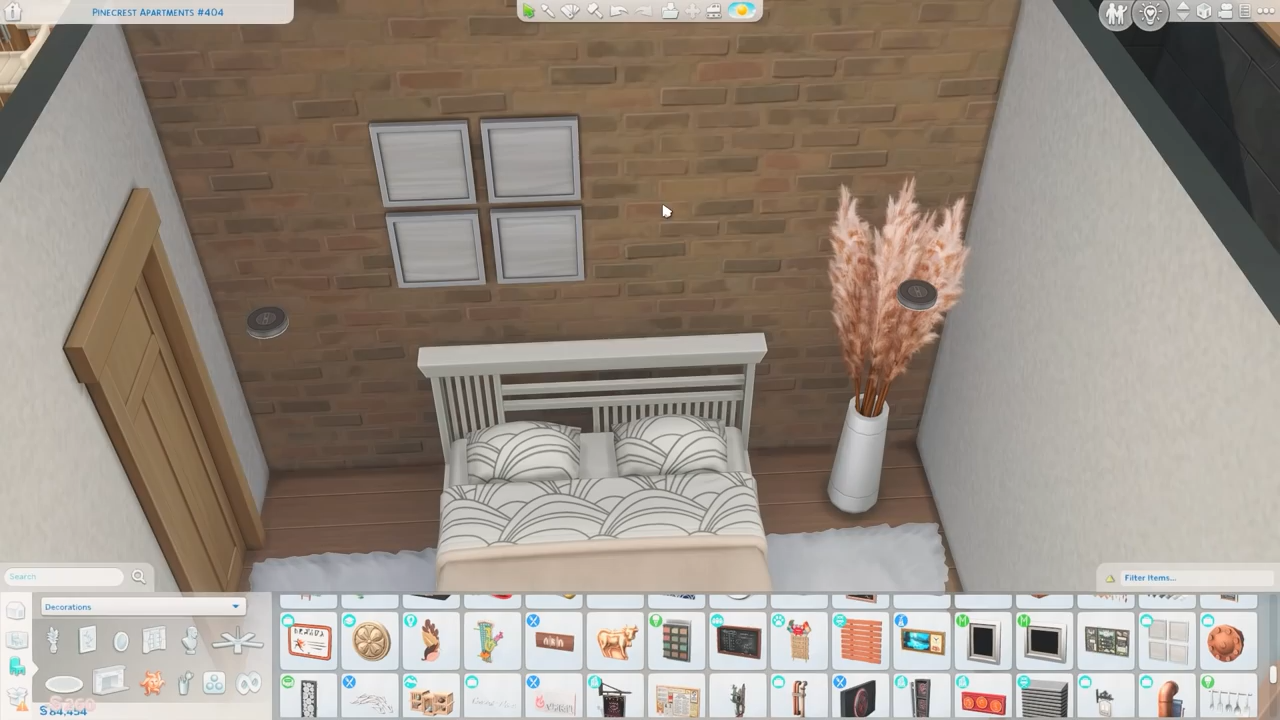 PINECREST APARTMENTS #404
Search
Filter Items...
Decorations
$84,454